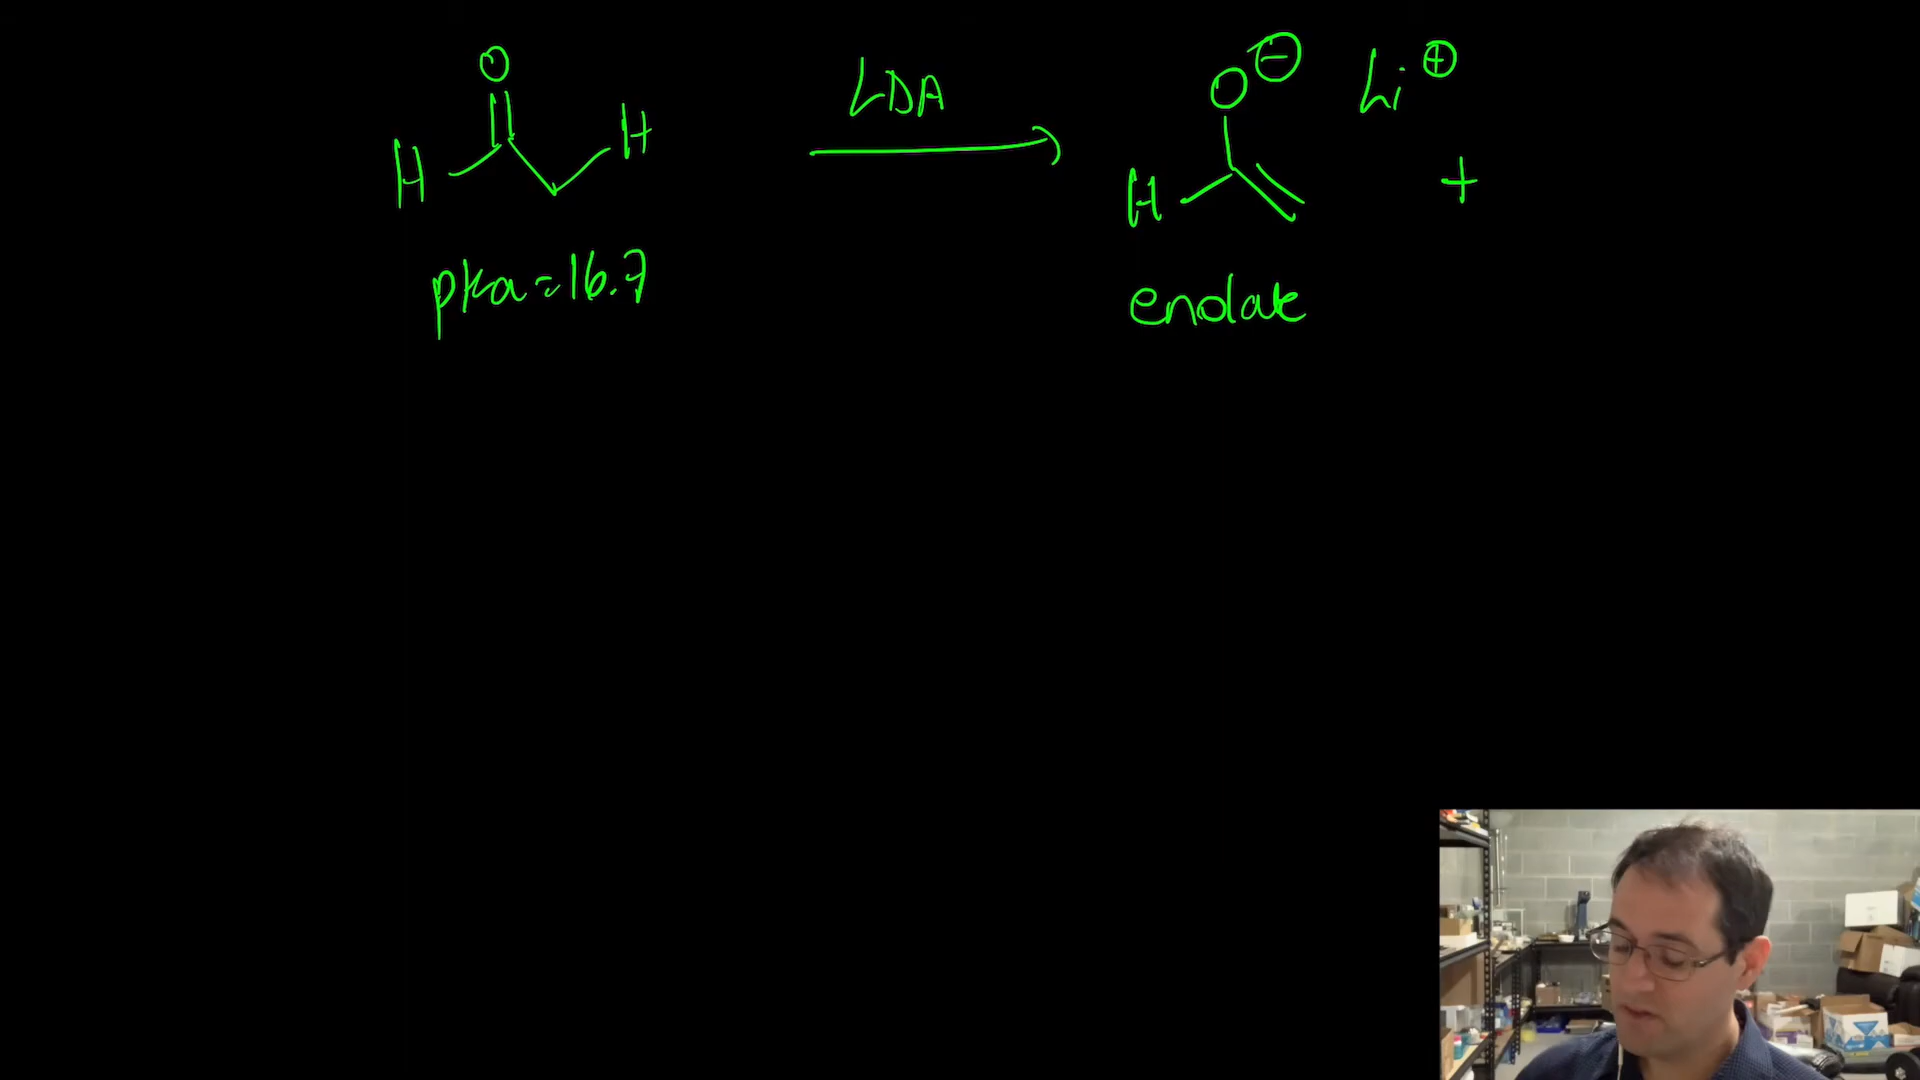 O
H H
LDA
O ⊖ Li ⊕
H +
pka=16.7
enolate